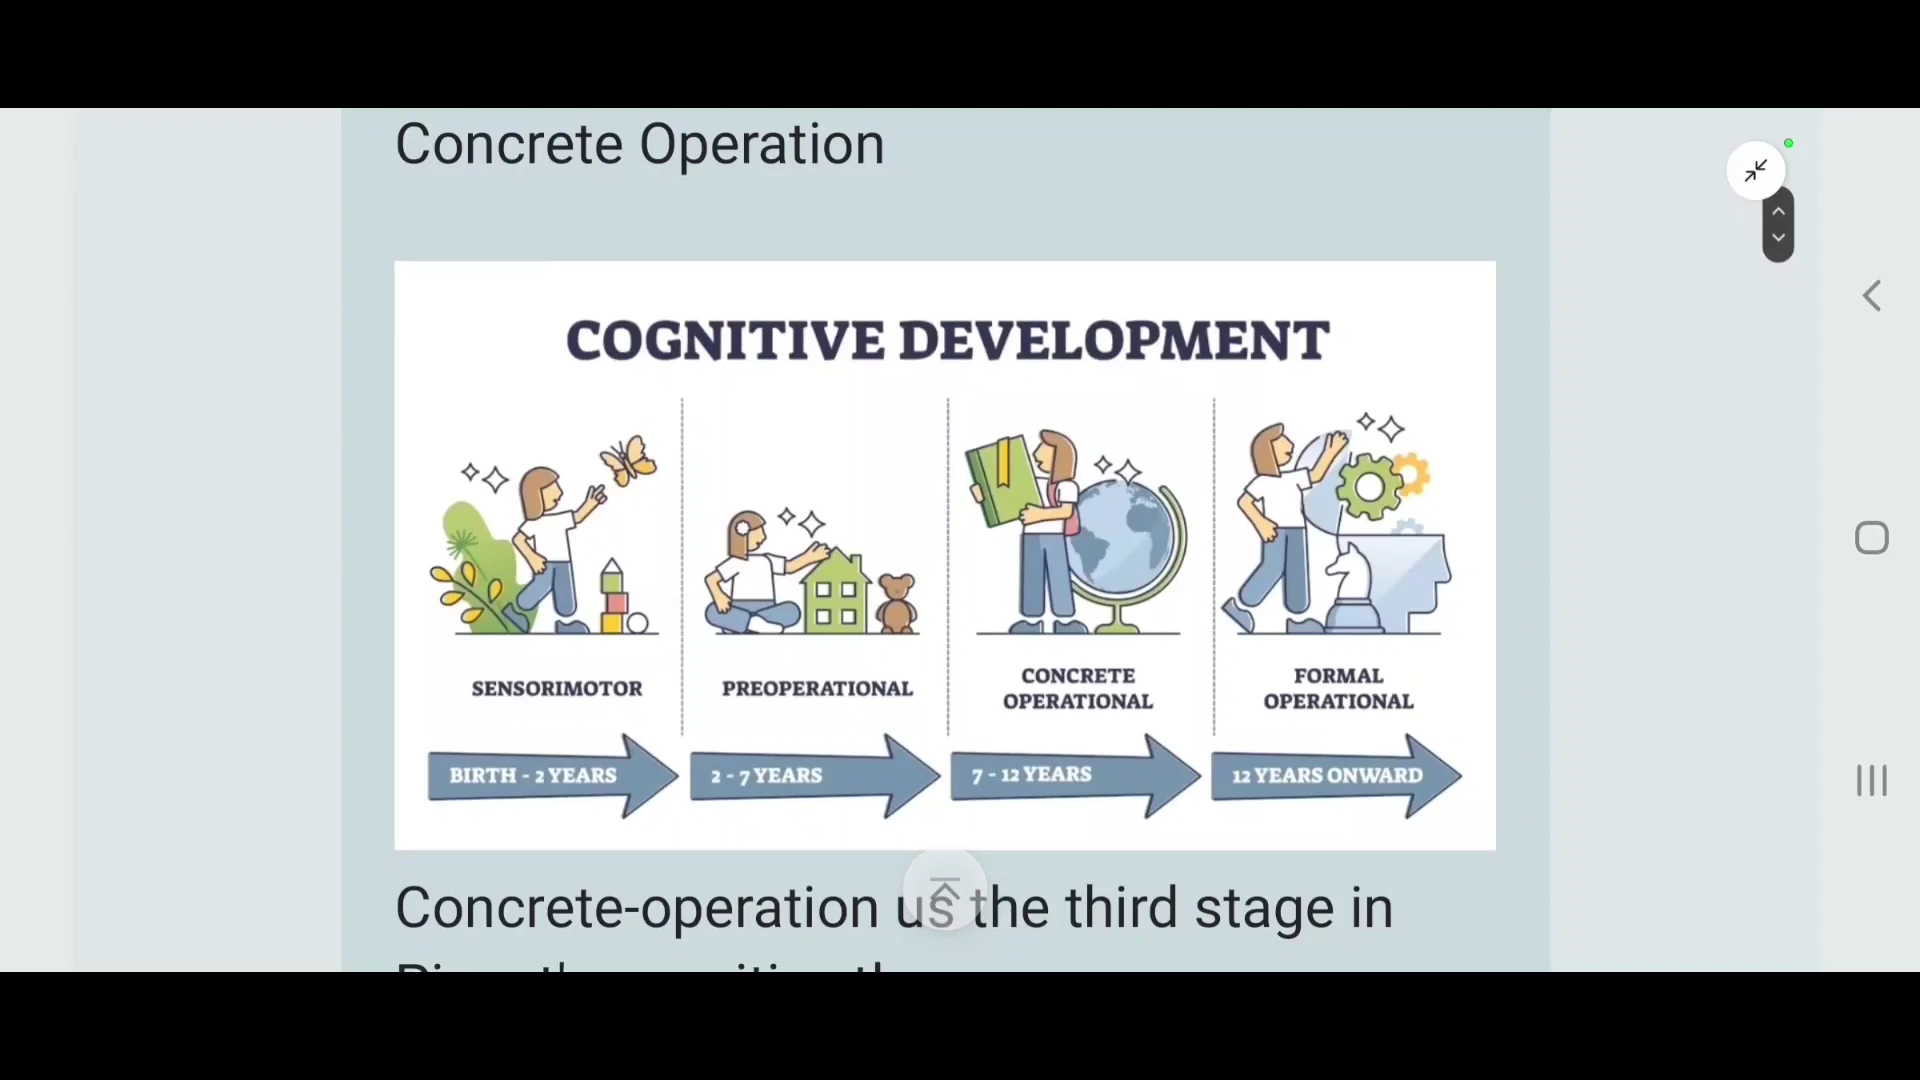 Concrete Operation
COGNITIVE DEVELOPMENT
SENSORIMOTOR
PREOPERATIONAL
CONCRETE
OPERATIONAL
FORMAL
OPERATIONAL
BIRTH - 2 YEARS
2 - 7 YEARS
7 - 12 YEARS
12 YEARS ONWARD
Concrete-operation us the third stage in